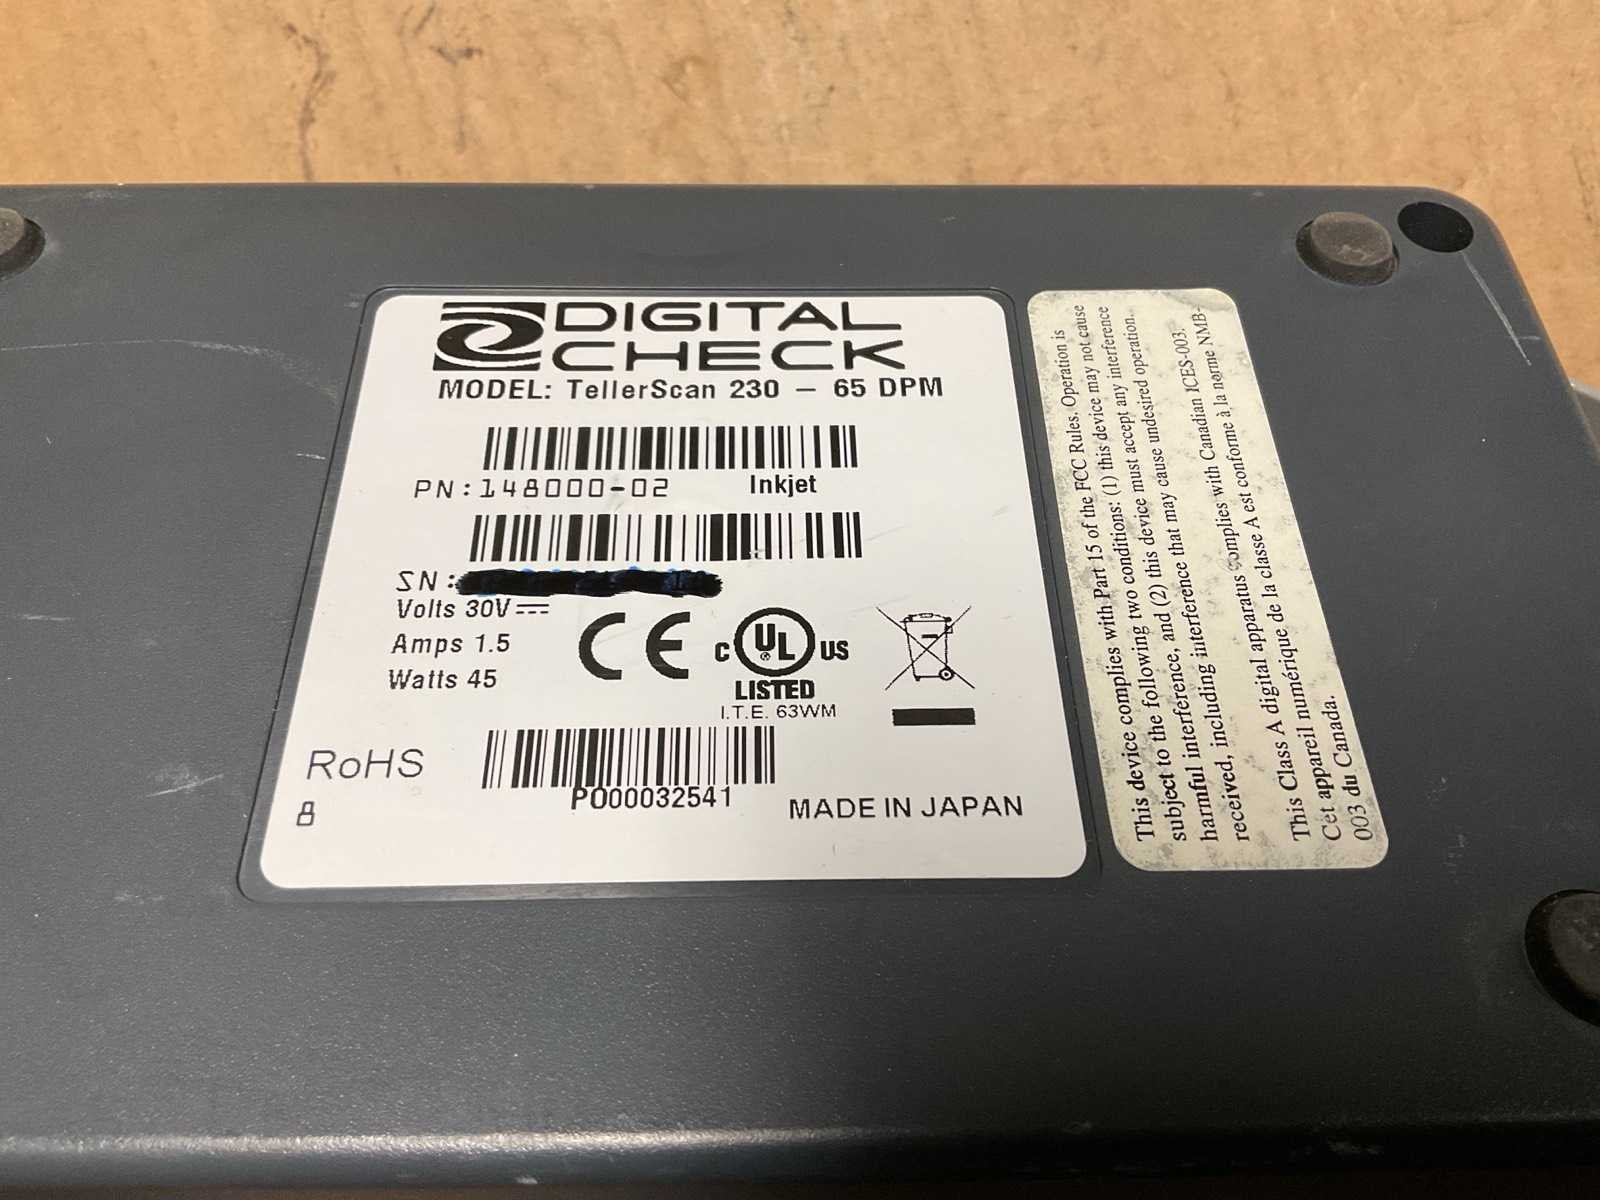 DIGITAL
CHECK
MODEL: TellerScan 230 – 65 DPM
PN:148000-02
Inkjet
SN:
Volts 30V
Amps 1.5
Watts 45
CE
C UL US
LISTED
I.T.E. 63WM
RoHS
8
PO00032541
MADE IN JAPAN
This device complies with Part 15 of the FCC Rules. Operation is
subject to the following two conditions: (1) this device may not cause
harmful interference, and (2) this device must accept any interference
received, including interference that may cause undesired operation.
This Class A digital apparatus complies with Canadian ICES-003.
Cet appareil numérique de la classe A est conforme à la norme NMB-
003 du Canada.